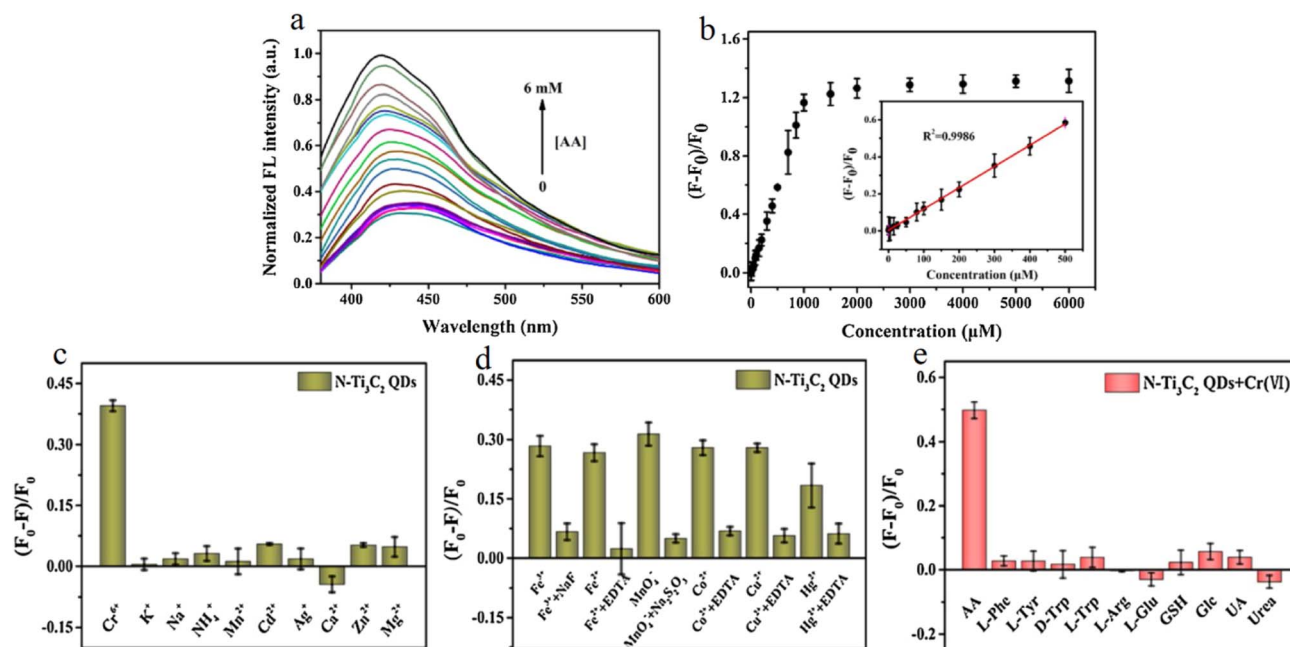 a
Normalized FL intensity (a.u.)
1.0
0.8
0.6
0.4
0.2
0.0
6 mM
[AA]
0
400 450 500 550 600
Wavelength (nm)
b
(F-F0)/F0
1.6
1.2
0.8
0.4
0.0
R²=0.9986
(F-F0)/F0
0.6
0.4
0.2
0.0
0 100 200 300 400 500
Concentration (μM)
0 1000 2000 3000 4000 5000 6000
Concentration (μM)
c
N-Ti₃C₂ QDs
(F₀-F)/F₀
0.45
0.30
0.15
0.00
-0.15
Cr⁶⁺ K⁺ Na⁺ NH₄⁺ Mn²⁺ Cd²⁺ Ag⁺ Ca²⁺ Zn²⁺ Mg²⁺
d
N-Ti₃C₂ QDs
(F₀-F)/F₀
0.45
0.30
0.15
0.00
-0.15
Fe³⁺ Fe³⁺+NaF Fe²⁺ Fe²⁺+EDTA MnO₄⁻ MnO₄⁻+Na₂S₂O₃ Co²⁺ Co²⁺+EDTA Cu²⁺ Cu²⁺+EDTA Hg²⁺ Hg²⁺+EDTA
e
N-Ti₃C₂ QDs+Cr(VI)
(F-F₀)/F₀
0.6
0.4
0.2
0.0
-0.2
AA L-Phe L-Tyr D-Trp L-Trp L-Arg L-Glu GSH Glc UA Urea